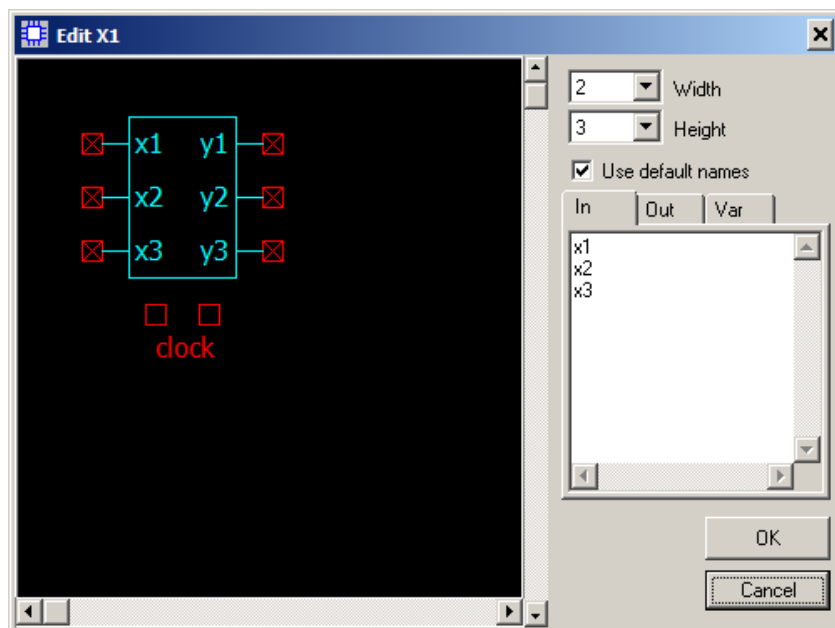 Edit X1
x1 y1
x2 y2
x3 y3
clock
2 Width
3 Height
Use default names
In Out Var
x1
x2
x3
OK
Cancel